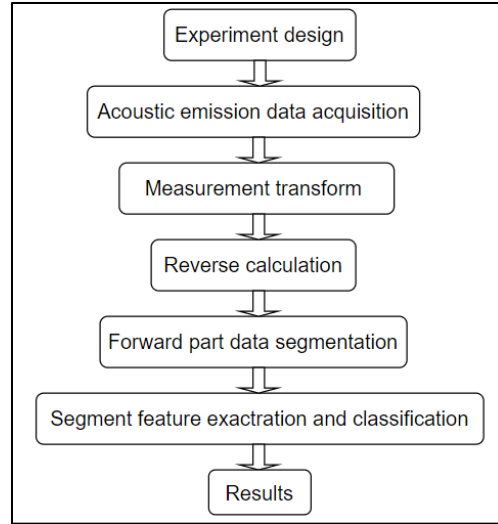 Experiment design
Acoustic emission data acquisition
Measurement transform
Reverse calculation
Forward part data segmentation
Segment feature exactration and classification
Results